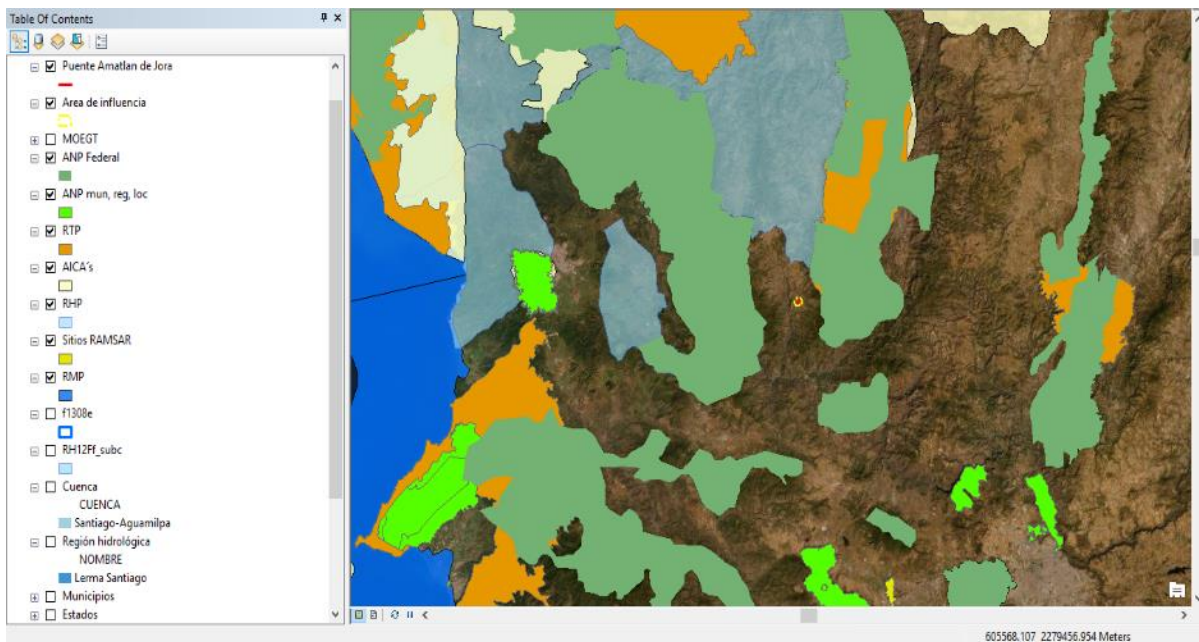 Table Of Contents
Puente Amatlan de Jora
Area de influencia
MOEGT
ANP Federal
ANP mun, reg, loc
RTP
AICA´s
RHP
Sitios RAMSAR
RMP
f1308e
RH12Ff_subc
Cuenca
CUENCA
Santiago-Aguamilpa
Región hidrológica
NOMBRE
Lerma Santiago
Municipios
Estados
605568.107 2279456.954 Meters